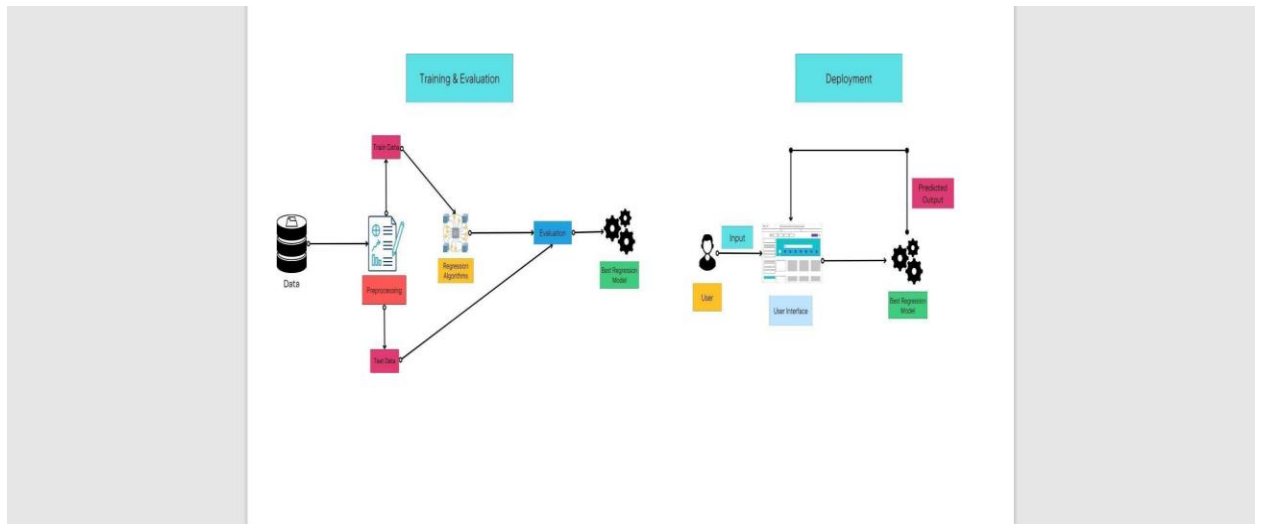 Training & Evaluation
Deployment
Train Data
Data
Preprocessing
Test Data
Regression
Algorithms
Evaluation
Best Regression
Model
User
Input
User Interface
Predicted
Output
Best Regression
Model